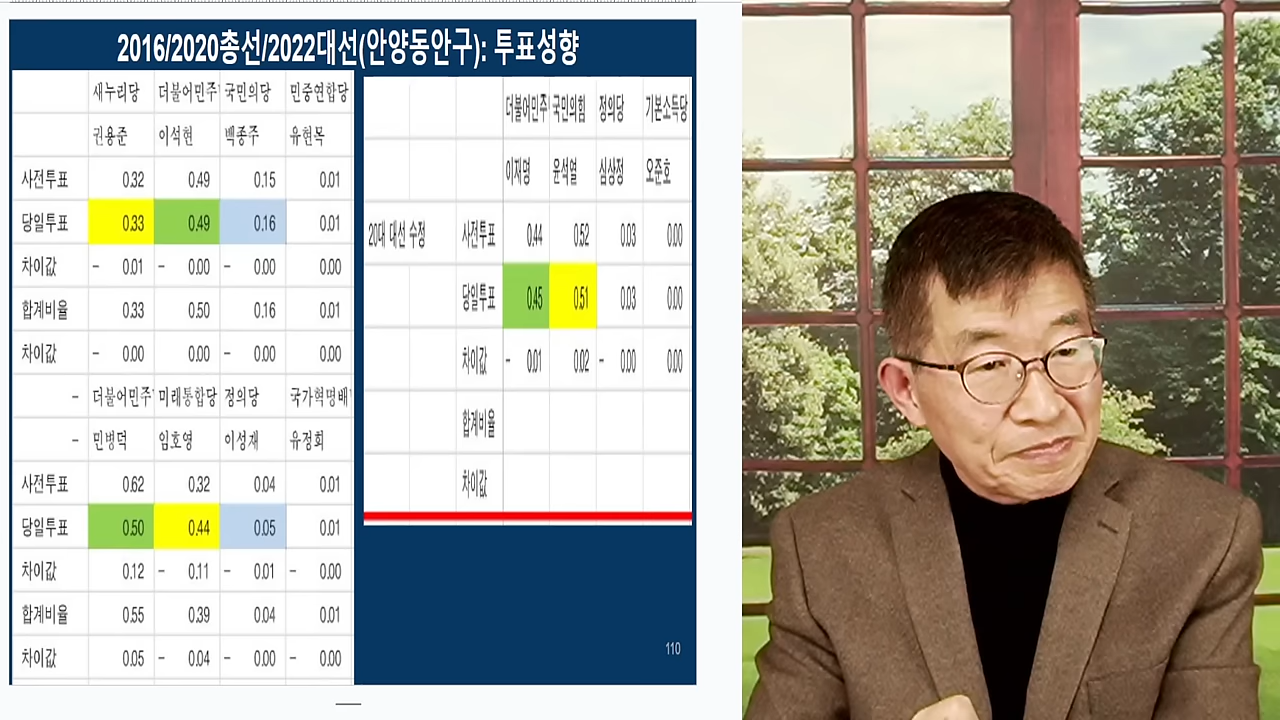 2016/2020총선/2022대선(안양동안구): 투표성향
새누리당 더불어민주 국민의당 민중연합당
권용준 이석현 백종주 유현목
사전투표 0.32 0.49 0.15 0.01
당일투표 0.33 0.49 0.16 0.01
차이값 - 0.01 - 0.00 - 0.00 0.00
합계비율 0.33 0.50 0.16 0.01
차이값 - 0.00 0.00 - 0.00 0.00
- 더불어민주 미래통합당 정의당 국가혁명배
- 민병덕 임호영 이성재 유정희
사전투표 0.62 0.32 0.04 0.01
당일투표 0.50 0.44 0.05 0.01
차이값 0.12 - 0.11 - 0.01 - 0.00
합계비율 0.55 0.39 0.04 0.01
차이값 0.05 - 0.04 - 0.00 - 0.00
더불어민주 국민의힘 정의당 기본소득당
이재명 윤석열 심상정 오준호
20대 대선 수정 사전투표 0.44 0.52 0.03 0.00
당일투표 0.45 0.51 0.03 0.00
차이값 - 0.01 0.02 - 0.00 0.00
합계비율
차이값
110